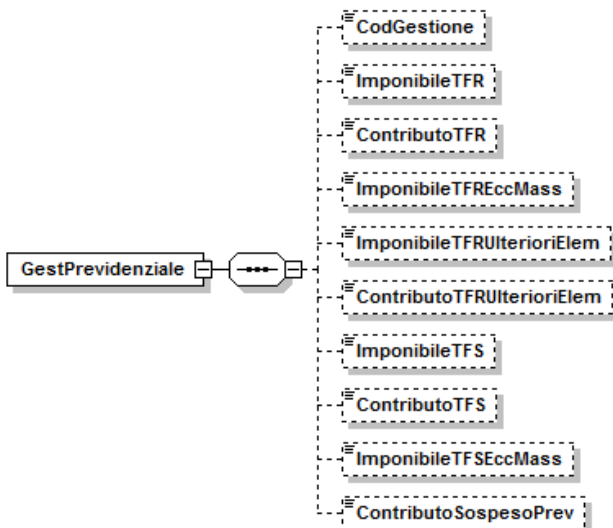 CodGestione
ImponibileTFR
ContributoTFR
ImponibileTFREccMass
GestPrevidenziale
ImponibileTFRUlterioriElem
ContributoTFRUlterioriElem
ImponibileTFS
ContributoTFS
ImponibileTFSEccMass
ContributoSospesoPrev